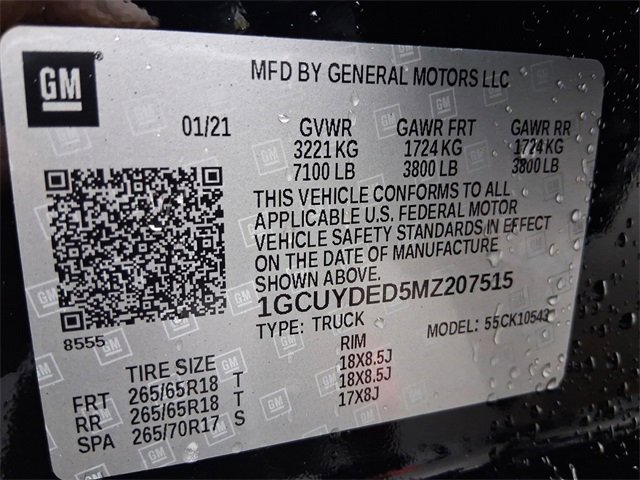 GM
MFD BY GENERAL MOTORS LLC
01/21 GVWR GAWR FRT GAWR RR
3221 KG 1724 KG 1724 KG
7100 LB 3800 LB 3800 LB
THIS VEHICLE CONFORMS TO ALL
APPLICABLE U.S. FEDERAL MOTOR
VEHICLE SAFETY STANDARDS IN EFFECT
ON THE DATE OF MANUFACTURE
SHOWN ABOVE.
1GCUYDED5MZ207515
8555 TYPE: TRUCK MODEL: 55CK10543
TIRE SIZE RIM
FRT 265/65R18 T 18X8.5J
RR 265/65R18 T 18X8.5J
SPA 265/70R17 S 17X8J